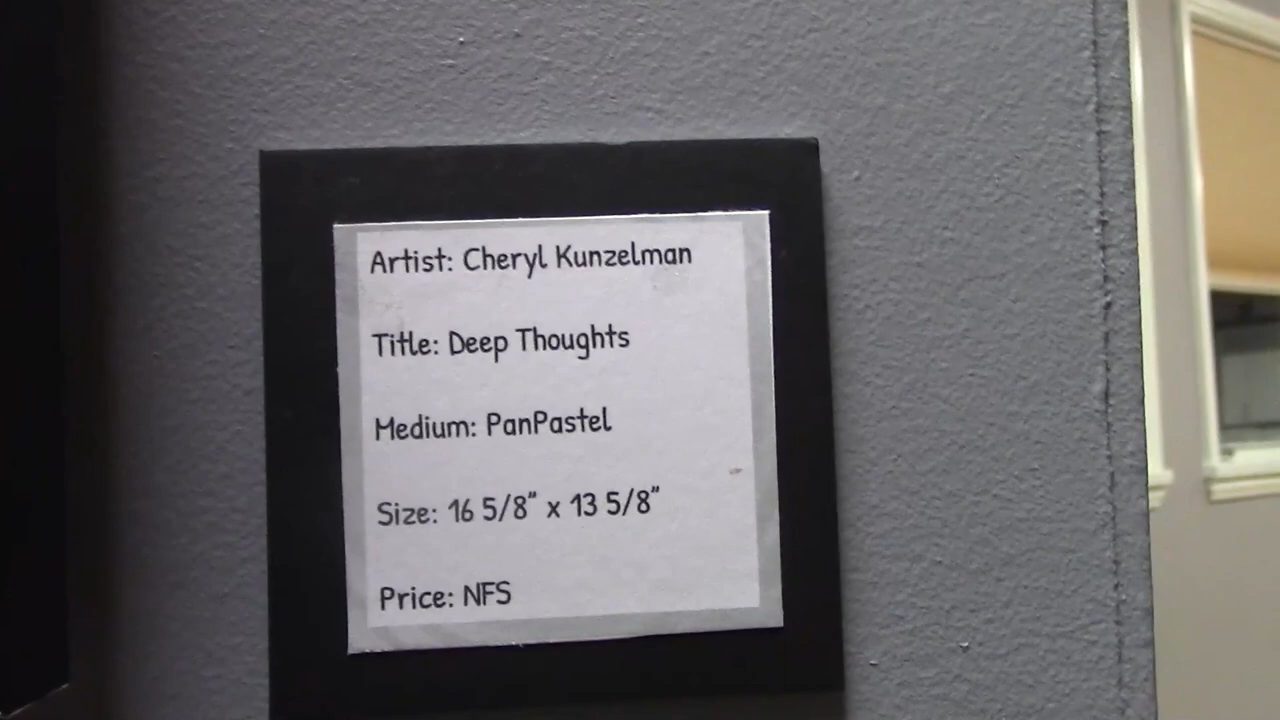 Artist: Cheryl Kunzelman
Title: Deep Thoughts
Medium: PanPastel
Size: 16 5/8" x 13 5/8"
Price: NFS